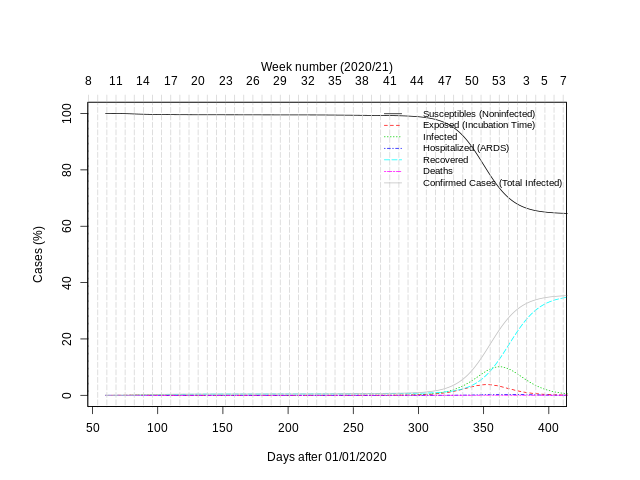 Week number (2020/21)
8 11 14 17 20 23 26 29 32 35 38 41 44 47 50 53 3 5 7
Susceptibles (Noninfected)
Exposed (Incubation Time)
Infected
Hospitalized (ARDS)
Recovered
Deaths
Confirmed Cases (Total Infected)
Cases (%)
100
80
60
40
20
0
50 100 150 200 250 300 350 400
Days after 01/01/2020